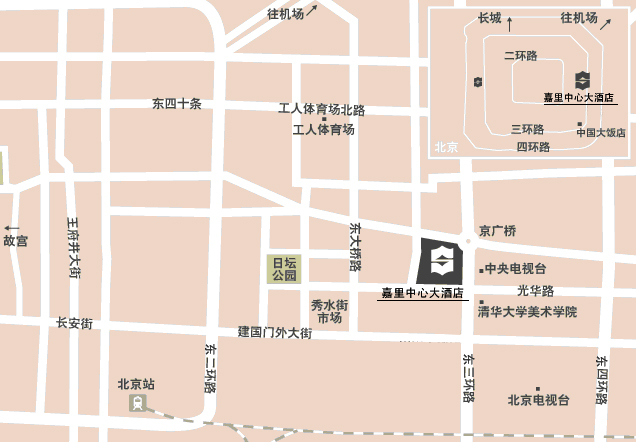 往机场
长城
往机场
二环路
嘉里中心大酒店
三环路
中国大饭店
四环路
北京
东四十条
工人体育场北路
工人体育场
故宫
王府井大街
东大桥路
京广桥
日坛
公园
中央电视台
嘉里中心大酒店
光华路
秀水街
市场
清华大学美术学院
长安街
建国门外大街
东二环路
东三环路
东四环路
北京站
北京电视台